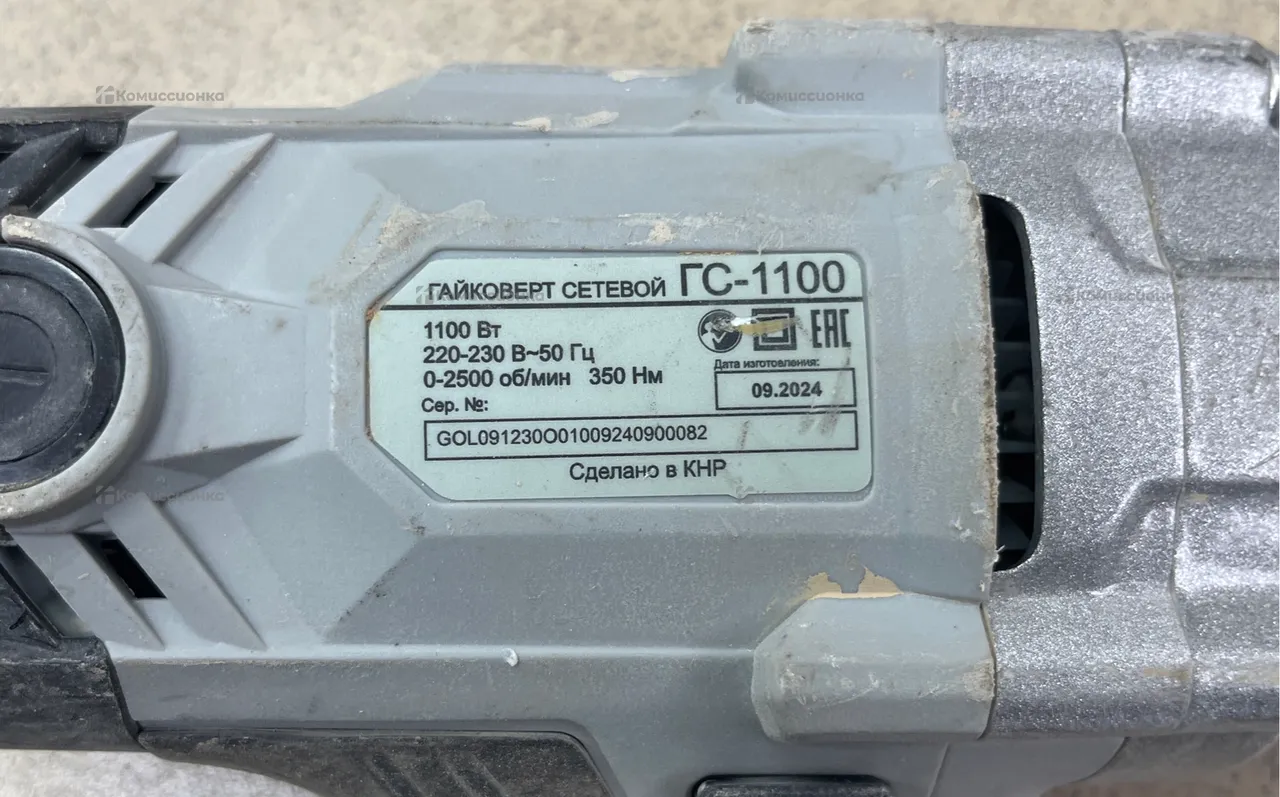 Комиссионка
Комиссионка
ГАЙКОВЕРТ СЕТЕВОЙ ГС-1100
1100 Вт
220-230 В~50 Гц
EAC
0-2500 об/мин 350 Нм
Дата изготовления:
09.2024
Сер. №:
GOL091230O01009240900082
Сделано в КНР
Комиссионка
Комиссионка